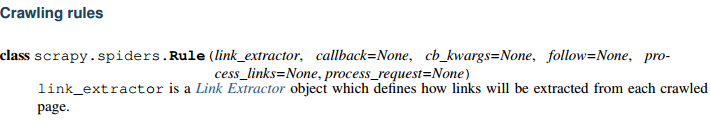 Crawling rules
class scrapy.spiders.Rule(link_extractor, callback=None, cb_kwargs=None, follow=None, pro-
cess_links=None, process_request=None)
link_extractor is a Link Extractor object which defines how links will be extracted from each crawled
page.